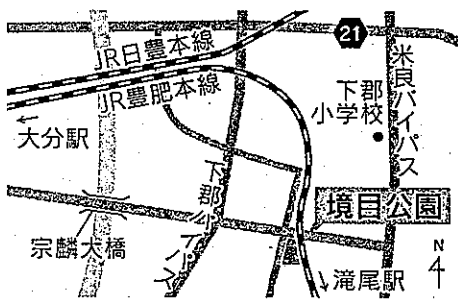 21
JR日豊本線
JR豊肥本線
←
大分駅
下郡
小学校
米良バイパス
下郡バイパス
境目公園
宗麟大橋
滝尾駅
N